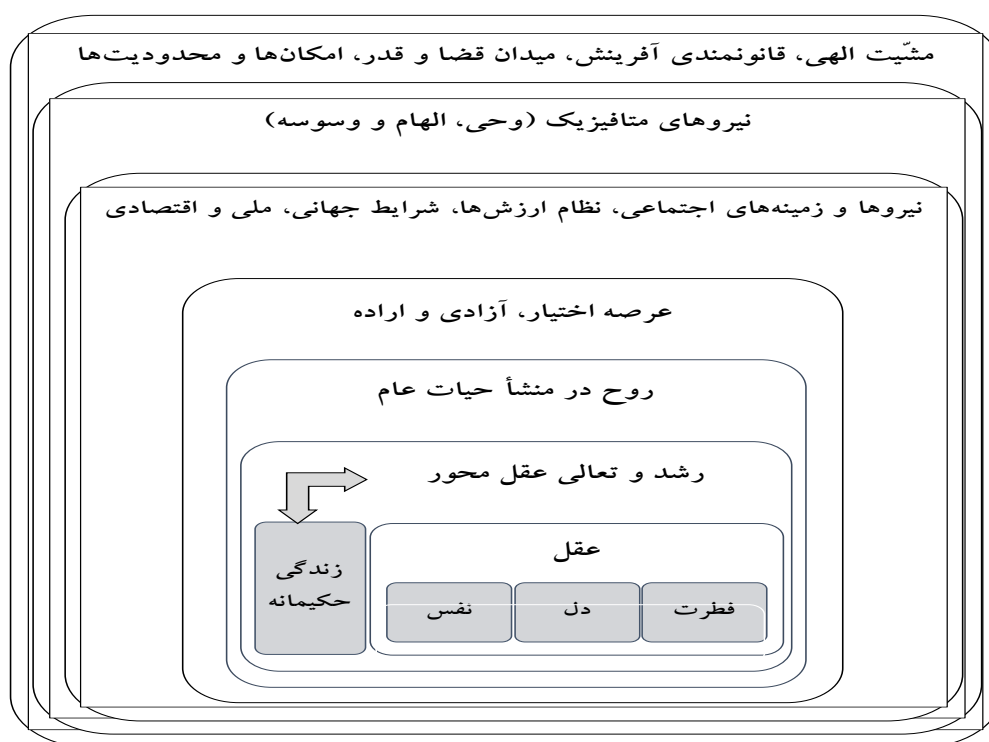 مشّیت الهی، قانونمندی آفرینش، میدان قضا و قدر، امکان‌ها و محدودیت‌ها
نیروهای متافیزیک (وحی، الهام و وسوسه)
نیروها و زمینه‌های اجتماعی، نظام ارزش‌ها، شرایط جهانی، ملی و اقتصادی
عرصه اختیار، آزادی و اراده
روح در منشأ حیات عام
رشد و تعالی عقل محور
عقل
فطرت
دل
نفس
زندگی
حکیمانه